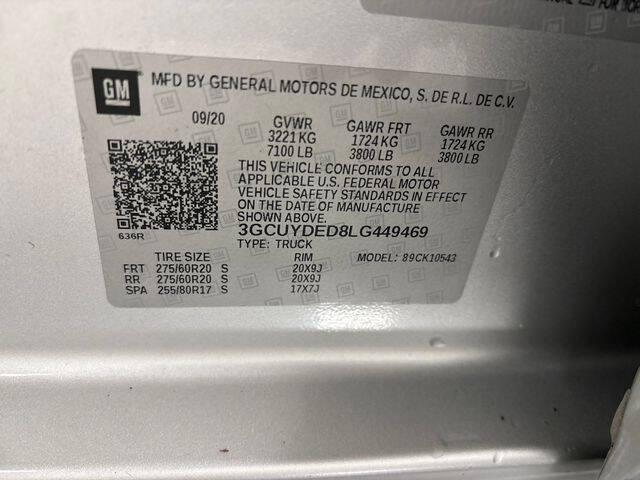 FOR
GM
MFD BY GENERAL MOTORS DE MEXICO, S. DE R.L. DE C.V.
09/20 GVWR GAWR FRT GAWR RR
3221 KG 1724 KG 1724 KG
7100 LB 3800 LB 3800 LB
THIS VEHICLE CONFORMS TO ALL
APPLICABLE U.S. FEDERAL MOTOR
VEHICLE SAFETY STANDARDS IN EFFECT
ON THE DATE OF MANUFACTURE
SHOWN ABOVE
636R 3GCUYDED8LG449469
TYPE: TRUCK MODEL: 89CK10543
TIRE SIZE RIM
FRT 275/60R20 S 20X9J
RR 275/60R20 S 20X9J
SPA 255/80R17 S 17X7J